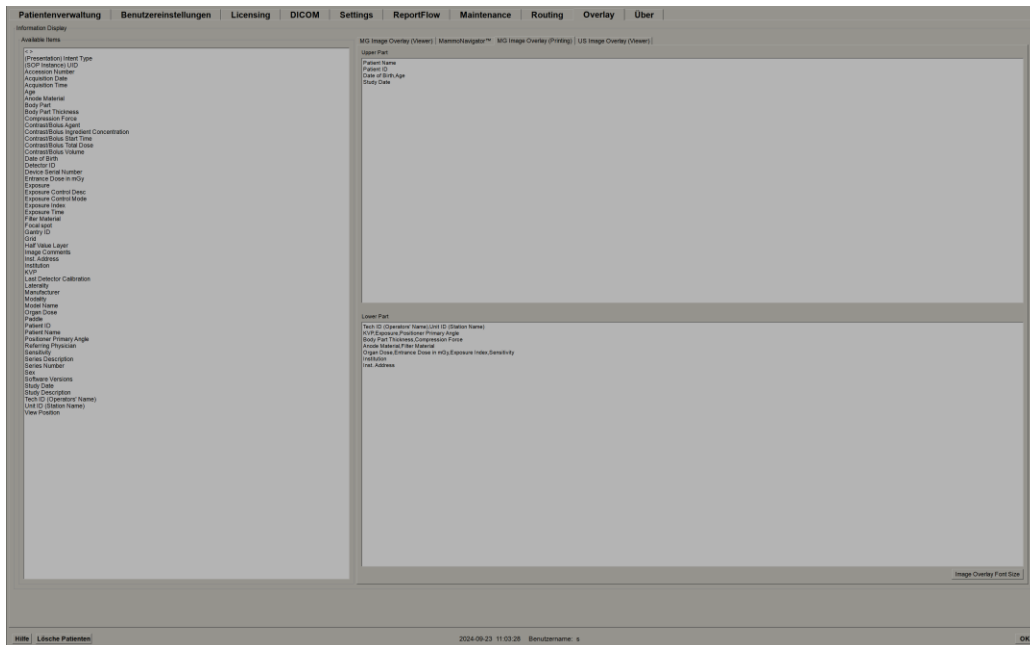 Patientenverwaltung Benutzereinstellungen Licensing DICOM Settings ReportFlow Maintenance Routing Overlay Über
Information Display
Available Items
< >
(Presentation) Intent Type
(SOP Instance) UID
Accession Number
Acquisition Date
Acquisition Time
Age
Anode Material
Body Part
Body Part Thickness
Compression Force
Contrast/Bolus Agent
Contrast/Bolus Ingredient Concentration
Contrast/Bolus Start Time
Contrast/Bolus Total Dose
Contrast/Bolus Volume
Date of Birth
Detector ID
Device Serial Number
Entrance Dose in mGy
Exposure
Exposure Control Desc
Exposure Control Mode
Exposure Index
Exposure Time
Filter Material
Focal spot
Gantry ID
Grid
Half Value Layer
Image Comments
Inst. Address
Institution
KVP
Last Detector Calibration
Laterality
Manufacturer
Modality
Model Name
Organ Dose
Paddle
Patient ID
Patient Name
Positioner Primary Angle
Referring Physician
Sensitivity
Series Description
Series Number
Sex
Software Versions
Study Date
Study Description
Tech ID (Operators' Name)
Unit ID (Station Name)
View Position
MG Image Overlay (Viewer) MammoNavigator™ MG Image Overlay (Printing) US Image Overlay (Viewer)
Upper Part
Patient Name
Patient ID
Date of Birth,Age
Study Date
Lower Part
Tech ID (Operators' Name),Unit ID (Station Name)
KVP,Exposure,Positioner Primary Angle
Body Part Thickness,Compression Force
Anode Material,Filter Material
Organ Dose,Entrance Dose in mGy,Exposure Index,Sensitivity
Institution
Inst. Address
Image Overlay Font Size
Hilfe Lösche Patienten 2024-09-23 11:03:26 Benutzername: s OK